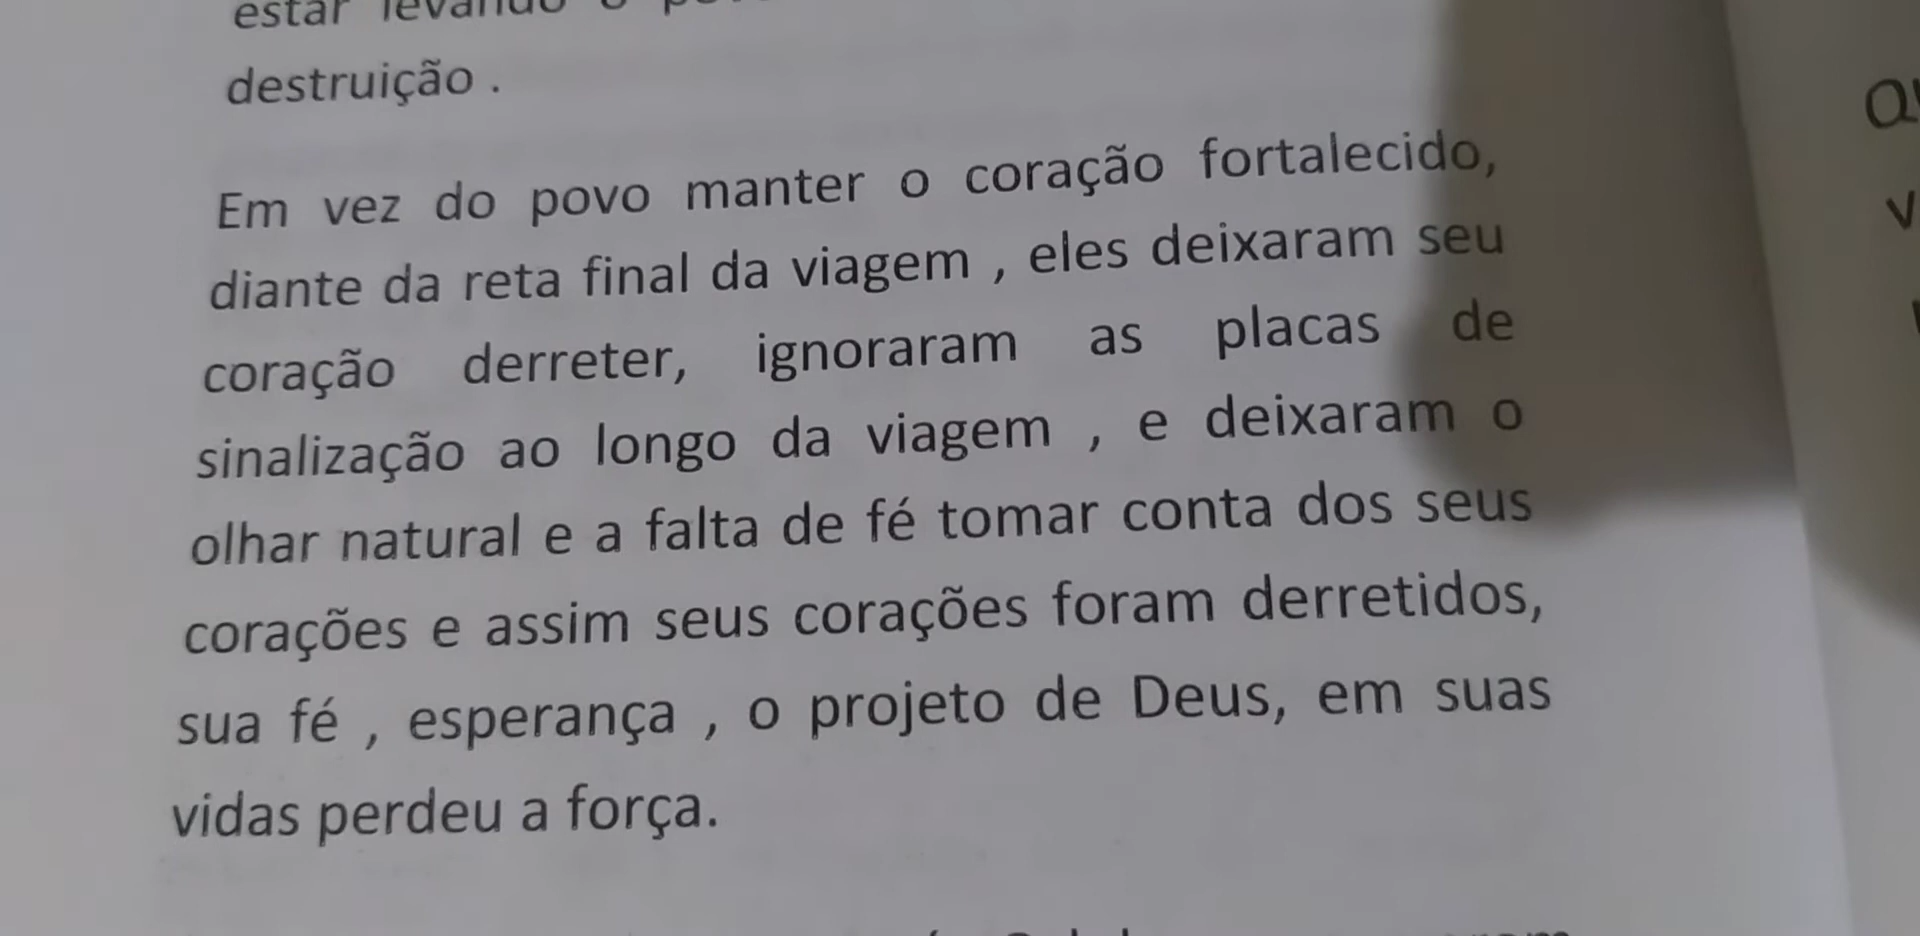 estar levando o
destruição .
Em vez do povo manter o coração fortalecido,
diante da reta final da viagem , eles deixaram seu
coração derreter, ignoraram as placas de
sinalização ao longo da viagem , e deixaram o
olhar natural e a falta de fé tomar conta dos seus
corações e assim seus corações foram derretidos,
sua fé , esperança , o projeto de Deus, em suas
vidas perdeu a força.